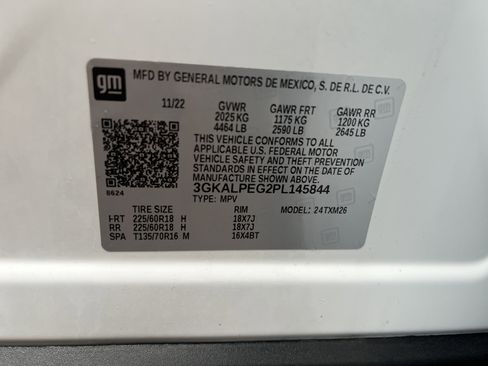 gm
MFD BY GENERAL MOTORS DE MEXICO, S. DE R.L. DE C.V.
11/22 GVWR GAWR FRT GAWR RR
2025 KG 1175 KG 1200 KG
4464 LB 2590 LB 2645 LB
THIS VEHICLE CONFORMS TO ALL
APPLICABLE U.S. FEDERAL MOTOR
VEHICLE SAFETY AND THEFT PREVENTION
STANDARDS IN EFFECT ON THE DATE OF
MANUFACTURE SHOWN ABOVE.
3GKALPEG2PL145844
8624 TYPE: MPV
TIRE SIZE RIM MODEL: 24TXM26
FRT 225/60R18 H 18X7J
RR 225/60R18 H 18X7J
SPA T135/70R16 M 16X4BT